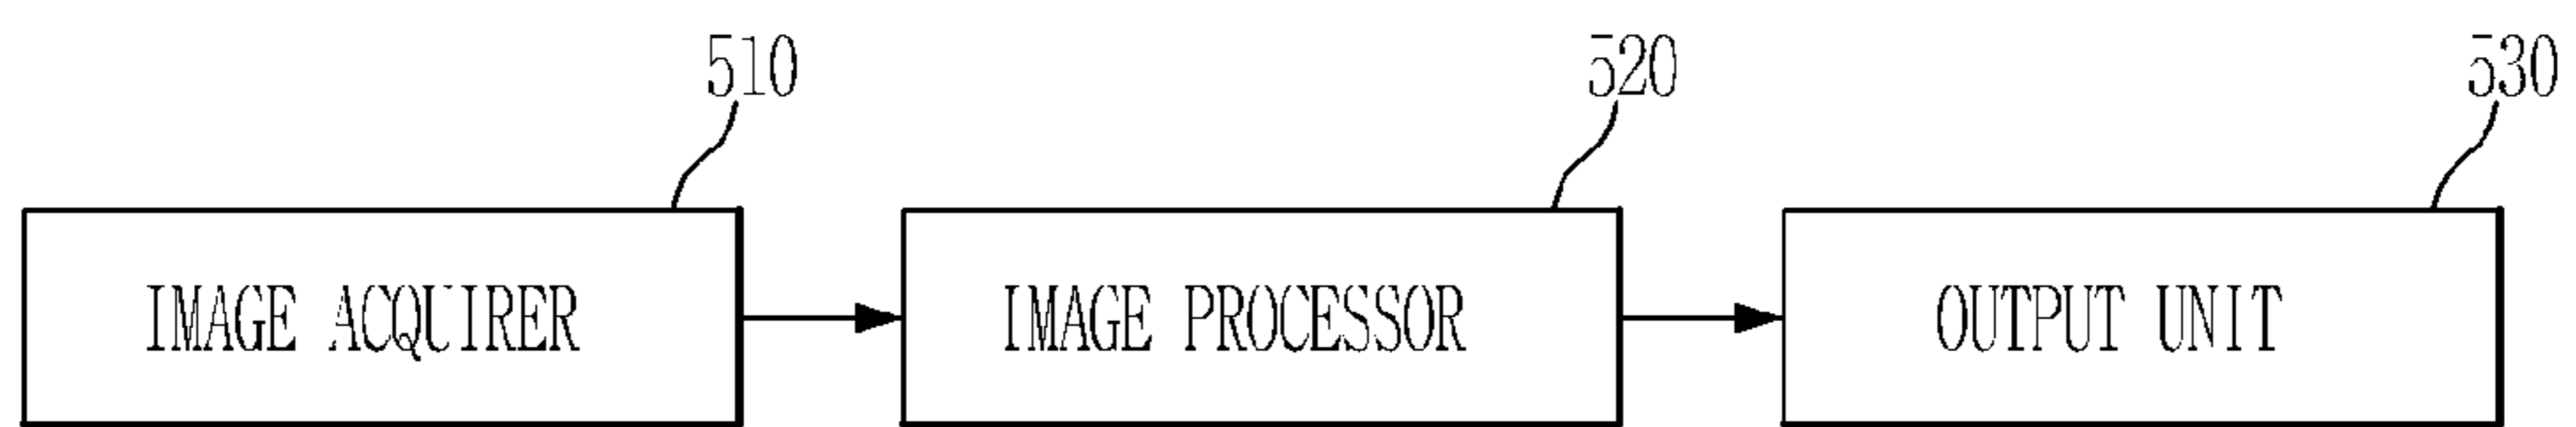 510 520 530
IMAGE ACQUIRER IMAGE PROCESSOR OUTPUT UNIT